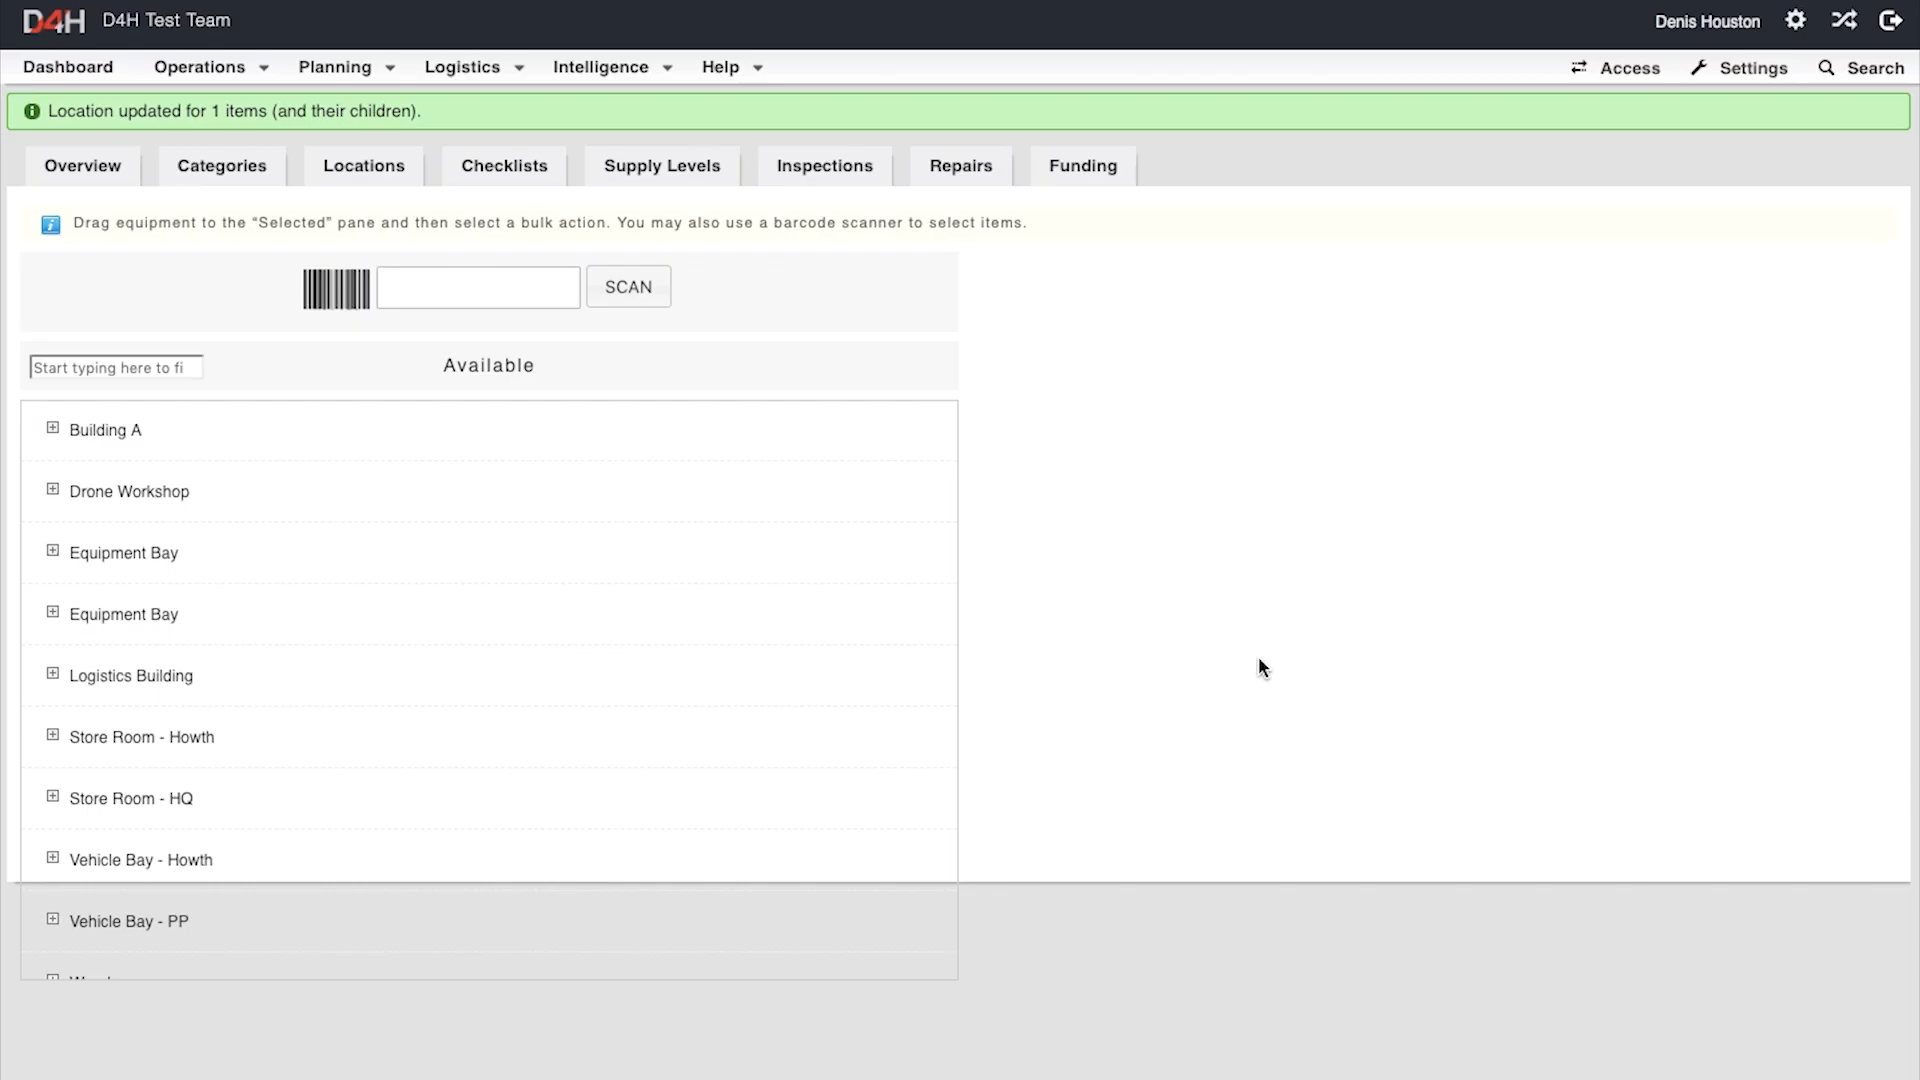 D4H D4H Test Team
Denis Houston
Dashboard Operations Planning Logistics Intelligence Help
Access Settings Search
Location updated for 1 items (and their children).
Overview Categories Locations Checklists Supply Levels Inspections Repairs Funding
Drag equipment to the “Selected” pane and then select a bulk action. You may also use a barcode scanner to select items.
SCAN
Start typing here to fi
Available
Building A
Drone Workshop
Equipment Bay
Equipment Bay
Logistics Building
Store Room - Howth
Store Room - HQ
Vehicle Bay - Howth
Vehicle Bay - PP